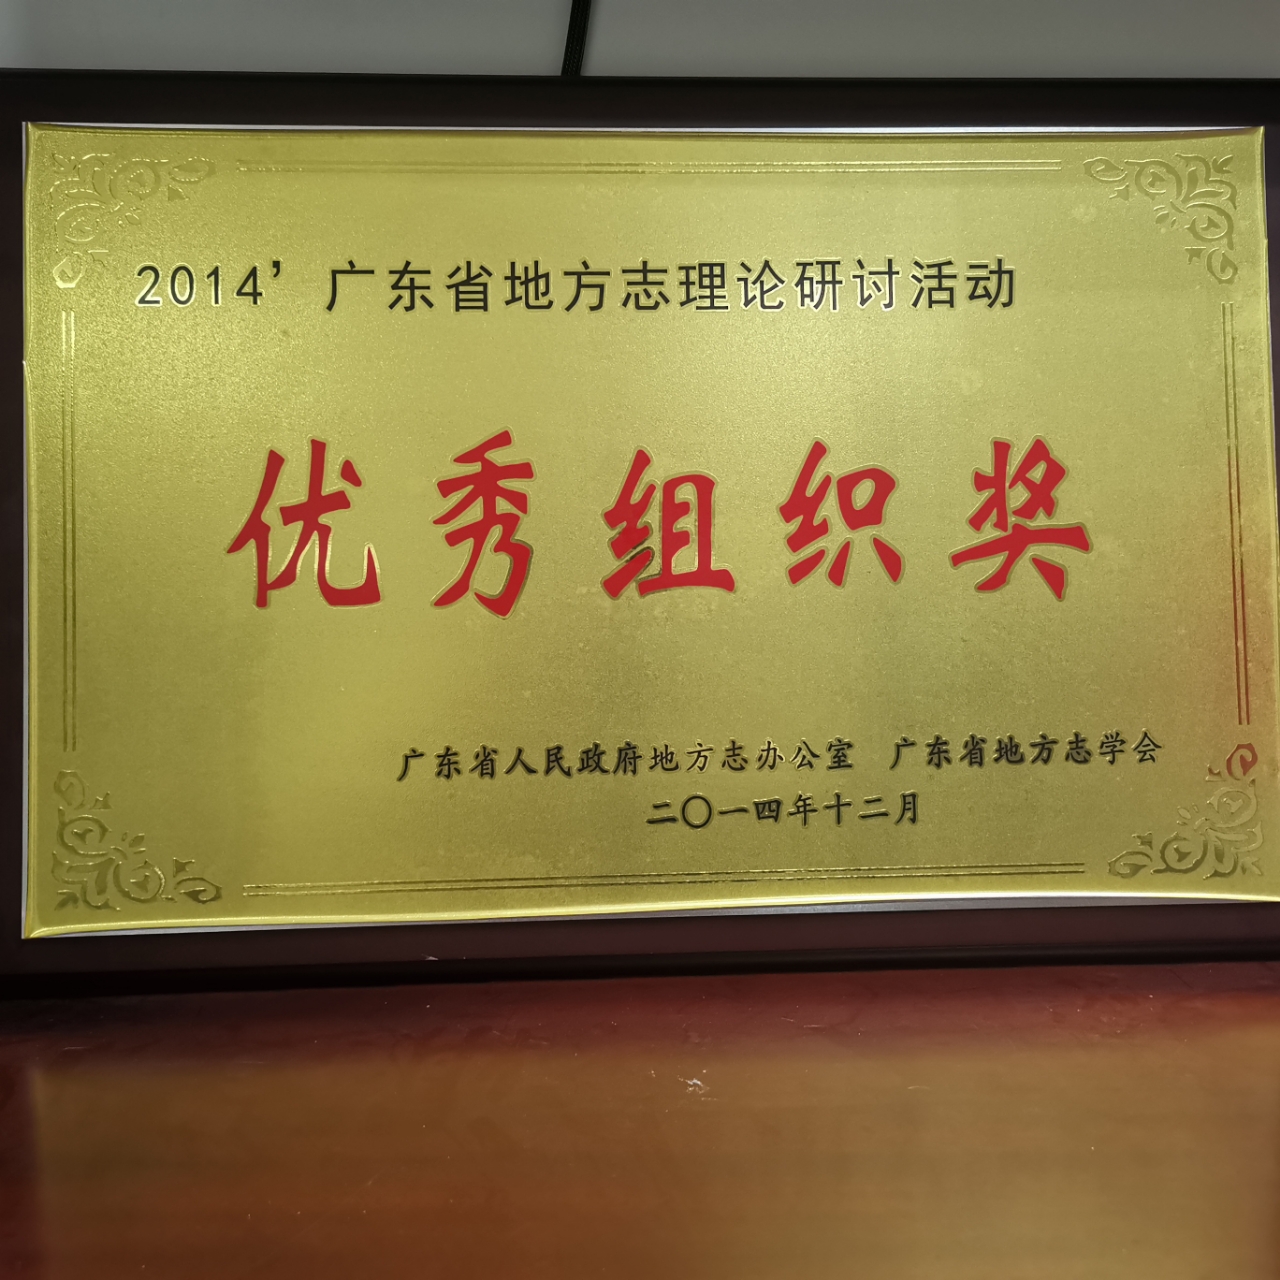 2014’广东省地方志理论研讨活动
优秀组织奖
广东省人民政府地方志办公室 广东省地方志学会
二〇一四年十二月